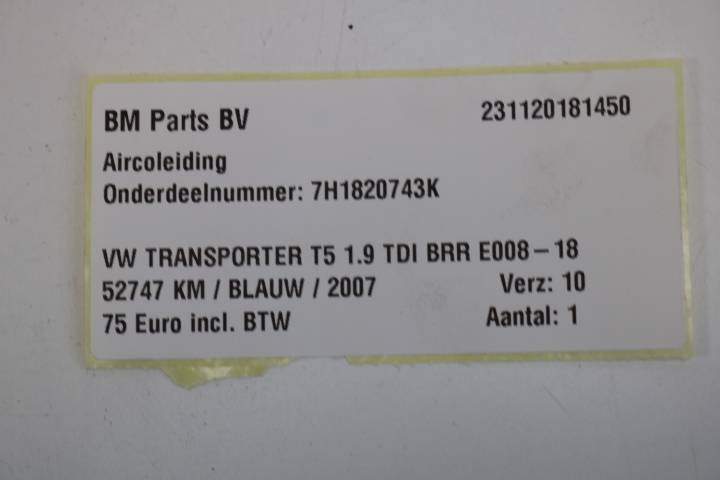 BM Parts BV 231120181450
Aircoleiding
Onderdeelnummer: 7H1820743K
VW TRANSPORTER T5 1.9 TDI BRR E008-18
52747 KM / BLAUW / 2007 Verz: 10
75 Euro incl. BTW Aantal: 1